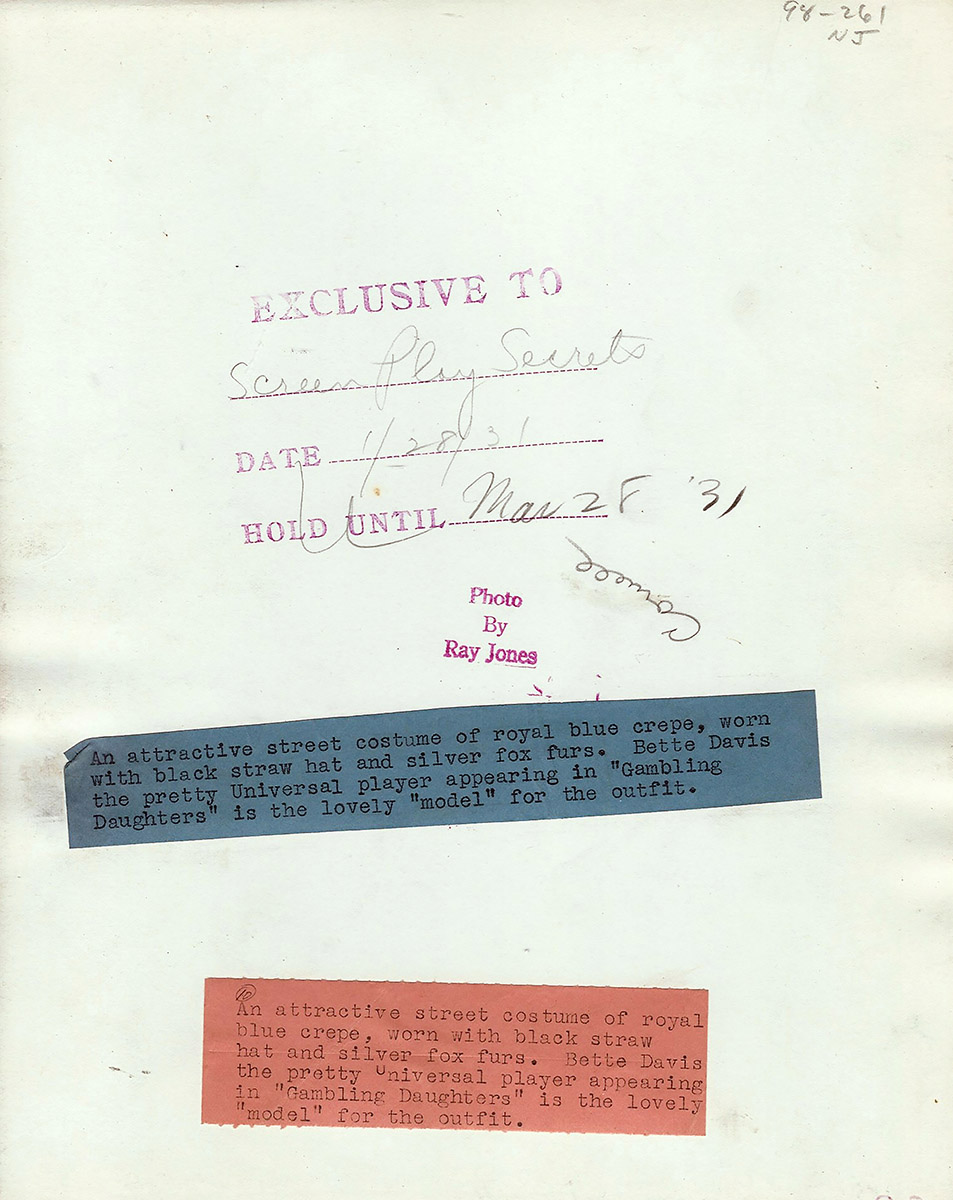 98-261
NJ
EXCLUSIVE TO
Screen Play Secrets
DATE 1/28/31
HOLD UNTIL Mar 28. '31
Photo
By
Ray Jones
An attractive street costume of royal blue crepe, worn
with black straw hat and silver fox furs. Bette Davis
the pretty Universal player appearing in "Gambling
Daughters" is the lovely "model" for the outfit.
10
An attractive street costume of royal
blue crepe, worn with black straw
hat and silver fox furs. Bette Davis
the pretty Universal player appearing
in "Gambling Daughters" is the lovely
"model" for the outfit.